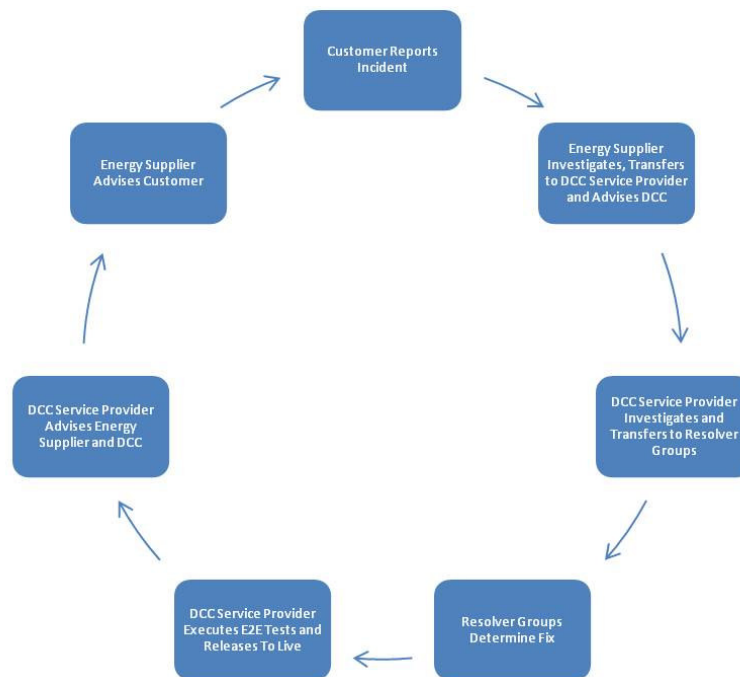 Customer Reports
Incident
Energy Supplier
Investigates, Transfers
to DCC Service Provider
and Advises DCC
DCC Service Provider
Investigates and
Transfers to Resolver
Groups
Resolver Groups
Determine Fix
DCC Service Provider
Executes E2E Tests and
Releases To Live
DCC Service Provider
Advises Energy
Supplier and DCC
Energy Supplier
Advises Customer